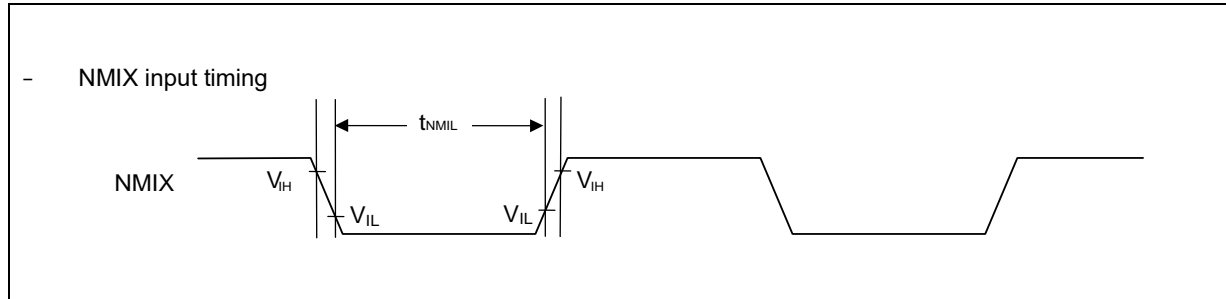 – NMIX input timing
tNMIL
NMIX
VIH
VIL
VIL
VIH